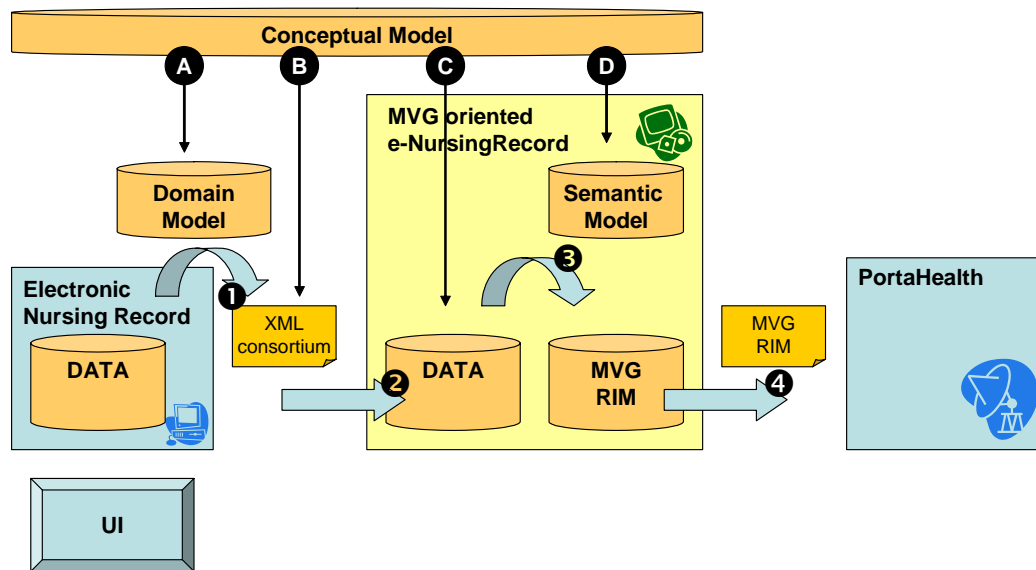 Conceptual Model
A
B
C
D
MVG oriented
e-NursingRecord
Domain
Model
Semantic
Model
3
Electronic
Nursing Record
1
XML
consortium
PortaHealth
MVG
RIM
DATA
2
DATA
MVG
RIM
4
UI